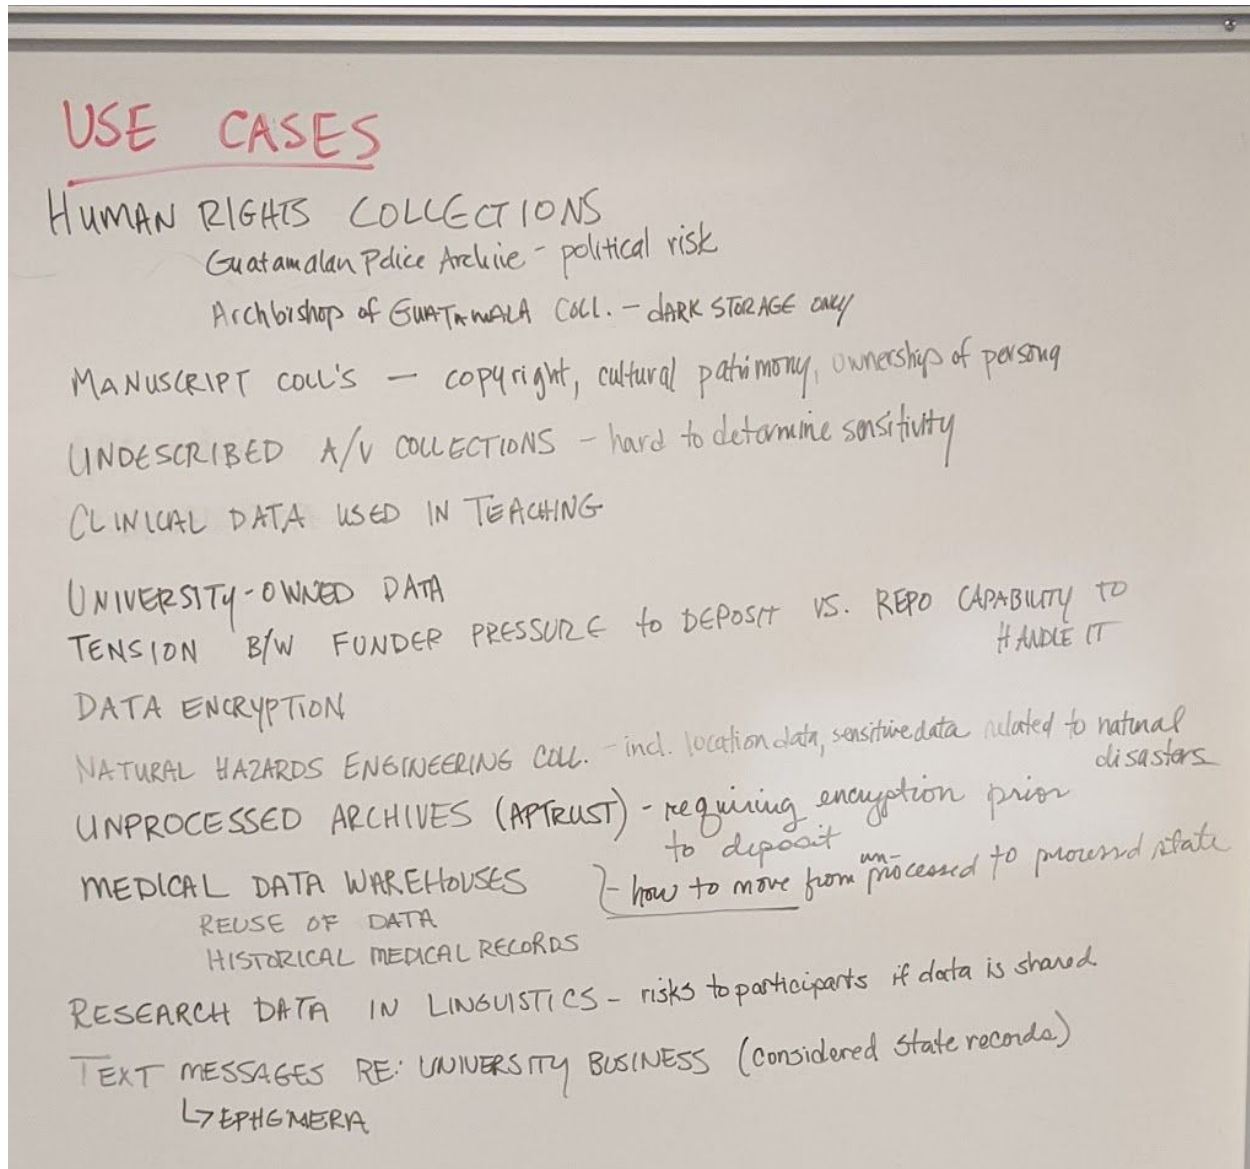 USE CASES
HUMAN RIGHTS COLLECTIONS
Guatamalan Police Archive - political risk
Archbishop of GUATAMALA COLL. - dARK STORAGE ONLY
MANUSCRIPT COLL'S - copyright, cultural patrimony, ownership of persona
UNDESCRIBED A/V COLLECTIONS - hard to determine sensitivity
CLINICAL DATA USED IN TEACHING
UNIVERSITY-OWNED DATA
TENSION B/W FUNDER PRESSURE to DEPOSIT VS. REPO CAPABILITY TO
HANDLE IT
DATA ENCRYPTION
NATURAL HAZARDS ENGINEERING COLL. - incl. location data, sensitive data related to natural
disasters
UNPROCESSED ARCHIVES (APTRUST) - requiring encryption prior
to deposit
MEDICAL DATA WAREHOUSES } - how to move from un-processed to processed state
REUSE OF DATA
HISTORICAL MEDICAL RECORDS
RESEARCH DATA IN LINGUISTICS - risks to participants if data is shared
TEXT MESSAGES RE: UNIVERSITY BUSINESS (considered state records)
↳ EPHEMERA